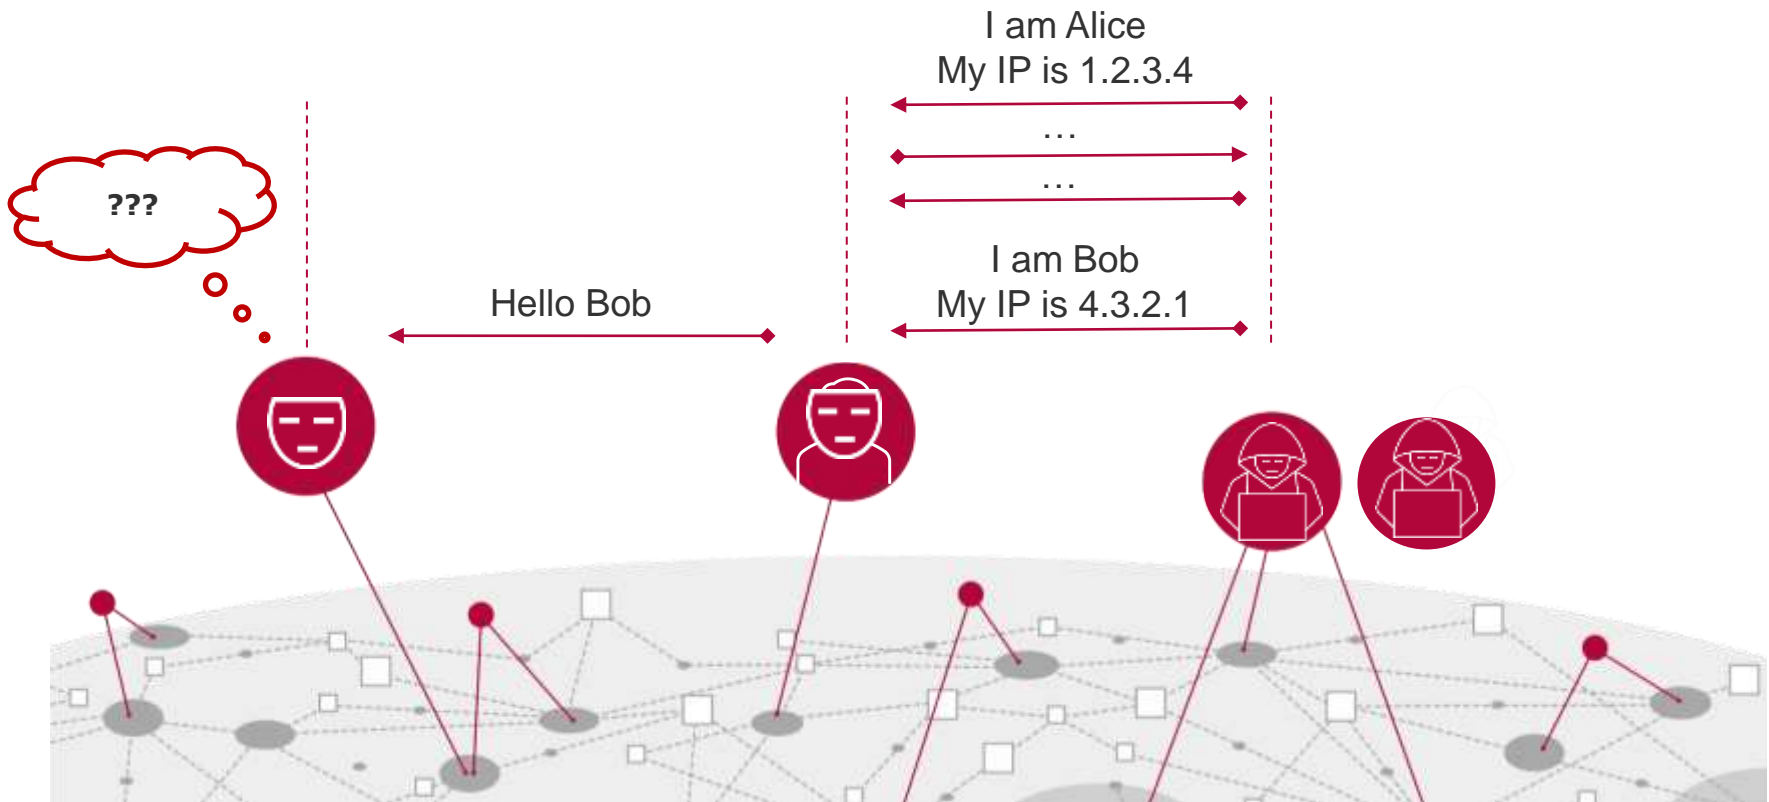 I am Alice
My IP is 1.2.3.4
...
???
...
I am Bob
My IP is 4.3.2.1
Hello Bob